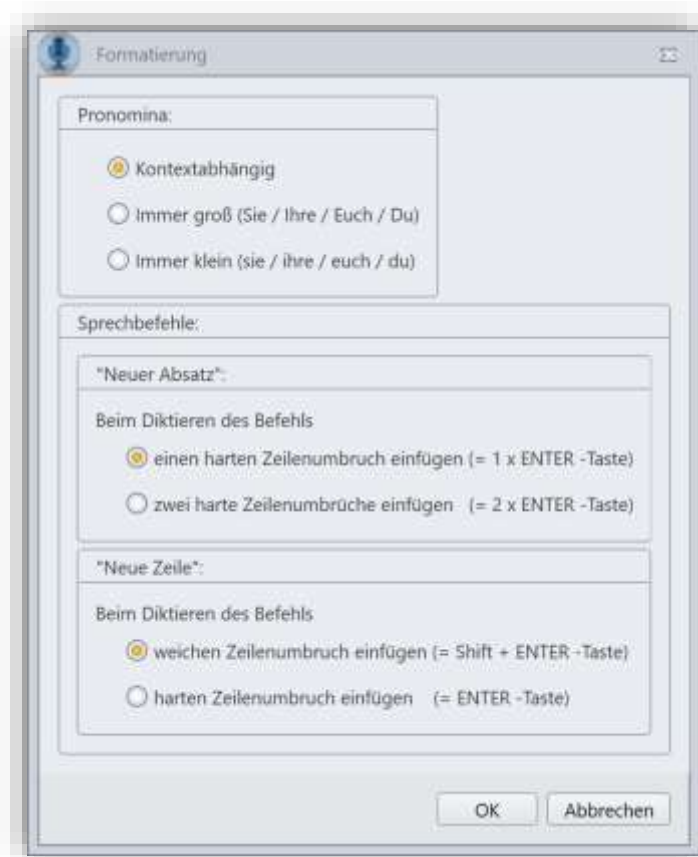 Formatierung
Pronomina:
Kontextabhängig
Immer groß (Sie / Ihre / Euch / Du)
Immer klein (sie / ihre / euch / du)
Sprechbefehle:
"Neuer Absatz":
Beim Diktieren des Befehls
einen harten Zeilenumbruch einfügen (= 1 x ENTER -Taste)
zwei harte Zeilenumbrüche einfügen (= 2 x ENTER -Taste)
"Neue Zeile":
Beim Diktieren des Befehls
weichen Zeilenumbruch einfügen (= Shift + ENTER -Taste)
harten Zeilenumbruch einfügen (= ENTER -Taste)
OK Abbrechen